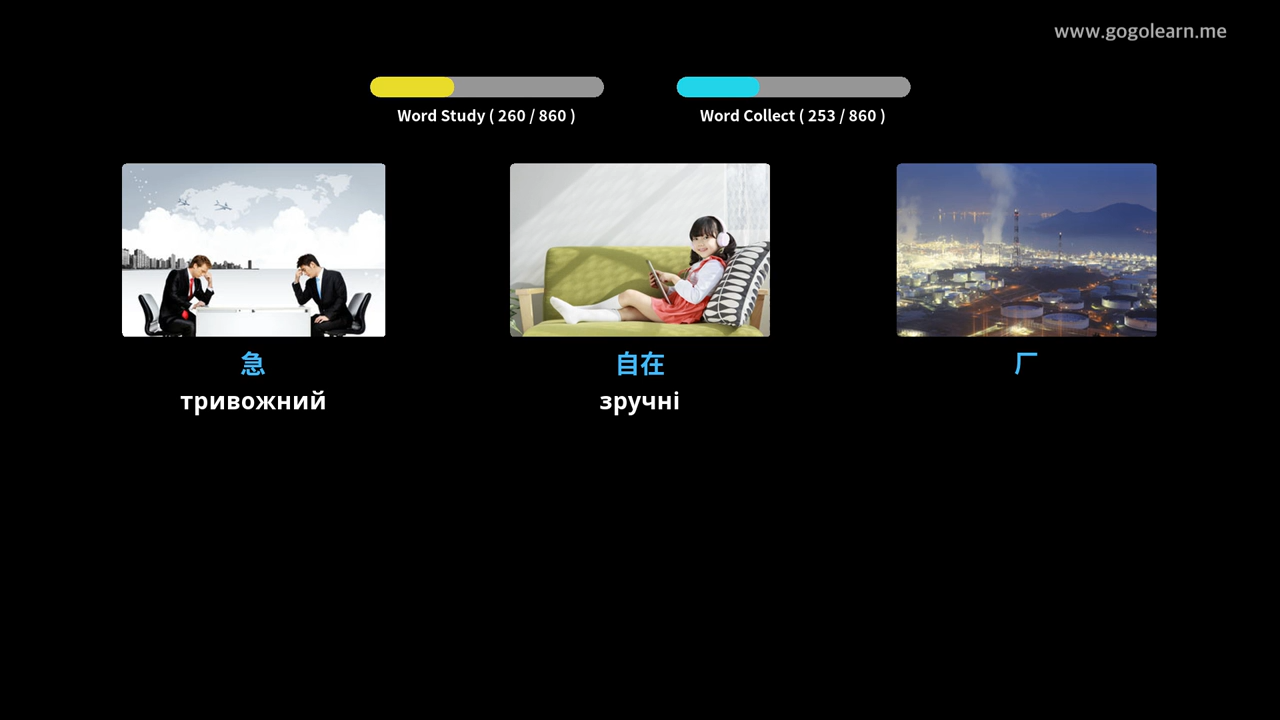 www.gogolearn.me
Word Study ( 260 / 860 )
Word Collect ( 253 / 860 )
急
自在
厂
тривожний
зручні